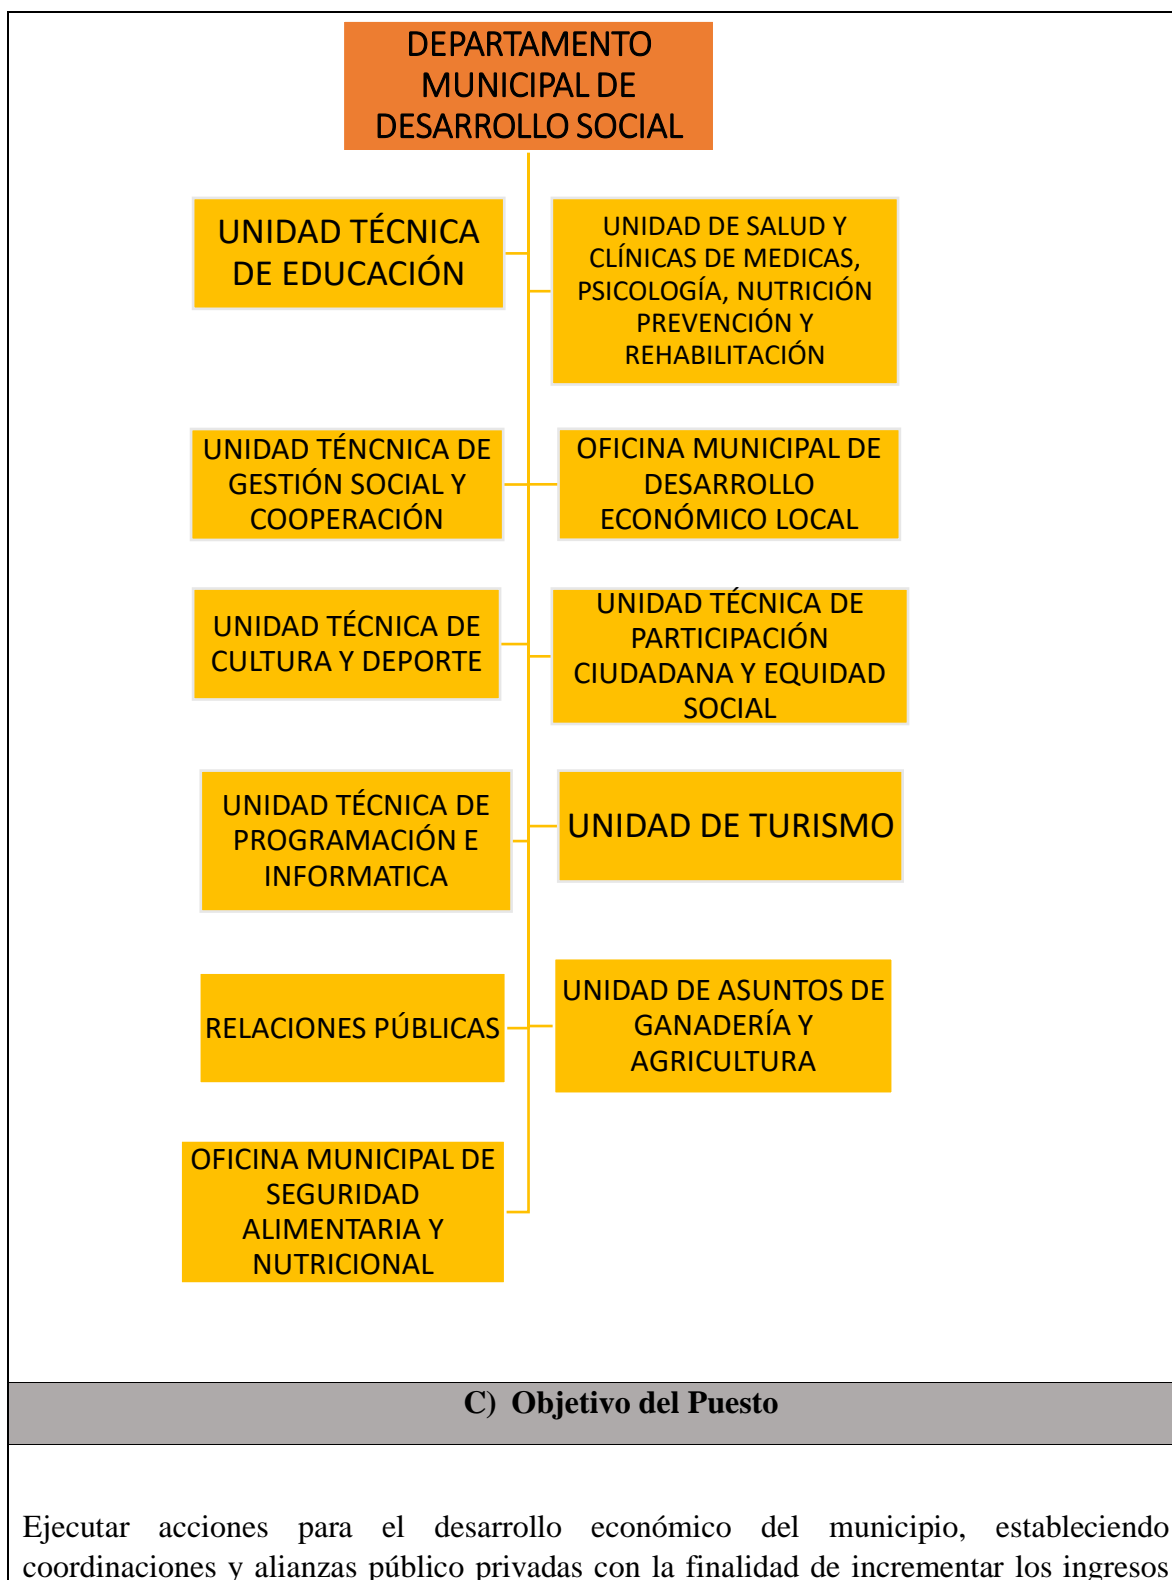 DEPARTAMENTO
MUNICIPAL DE
DESARROLLO SOCIAL
UNIDAD TÉCNICA
DE EDUCACIÓN
UNIDAD DE SALUD Y
CLÍNICAS DE MEDICAS,
PSICOLOGÍA, NUTRICIÓN
PREVENCIÓN Y
REHABILITACIÓN
UNIDAD TÉNCNICA DE
GESTIÓN SOCIAL Y
COOPERACIÓN
OFICINA MUNICIPAL DE
DESARROLLO
ECONÓMICO LOCAL
UNIDAD TÉCNICA DE
CULTURA Y DEPORTE
UNIDAD TÉCNICA DE
PARTICIPACIÓN
CIUDADANA Y EQUIDAD
SOCIAL
UNIDAD TÉCNICA DE
PROGRAMACIÓN E
INFORMATICA
UNIDAD DE TURISMO
RELACIONES PÚBLICAS
UNIDAD DE ASUNTOS DE
GANADERÍA Y
AGRICULTURA
OFICINA MUNICIPAL DE
SEGURIDAD
ALIMENTARIA Y
NUTRICIONAL
C) Objetivo del Puesto
Ejecutar acciones para el desarrollo económico del municipio, estableciendo
coordinaciones y alianzas público privadas con la finalidad de incrementar los ingresos